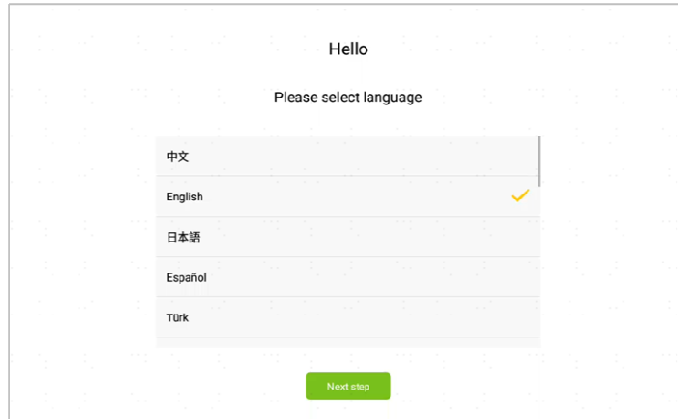 Hello
Please select language
中文
English
日本語
Español
Türk
Next step